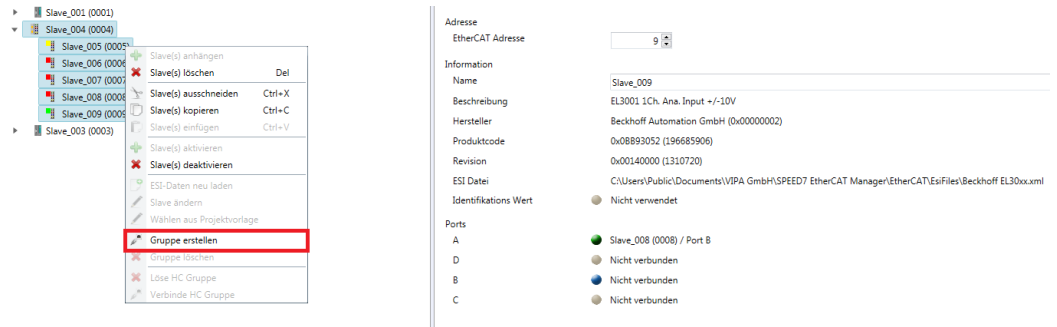 Slave_001 (0001)
Slave_004 (0004)
Slave_005 (0005)
Slave_006 (0006
Slave_007 (0007
Slave_008 (0008
Slave_009 (0009
Slave_003 (0003)
Slave(s) anhängen
Slave(s) löschen Del
Slave(s) ausschneiden Ctrl+X
Slave(s) kopieren Ctrl+C
Slave(s) einfügen Ctrl+V
Slave(s) aktivieren
Slave(s) deaktivieren
ESI-Daten neu laden
Slave ändern
Wählen aus Projektvorlage
Gruppe erstellen
Gruppe löschen
Löse HC Gruppe
Verbinde HC Gruppe
Adresse
EtherCAT Adresse 9
Information
Name Slave_009
Beschreibung EL3001 1Ch. Ana. Input +/-10V
Hersteller Beckhoff Automation GmbH (0x00000002)
Produktcode 0x0BB93052 (196685906)
Revision 0x00140000 (1310720)
ESI Datei C:\Users\Public\Documents\VIPA GmbH\SPEED7 EtherCAT Manager\EtherCAT\EsiFiles\Beckhoff EL30xx.xml
Identifikations Wert Nicht verwendet
Ports
A Slave_008 (0008) / Port B
D Nicht verbunden
B Nicht verbunden
C Nicht verbunden